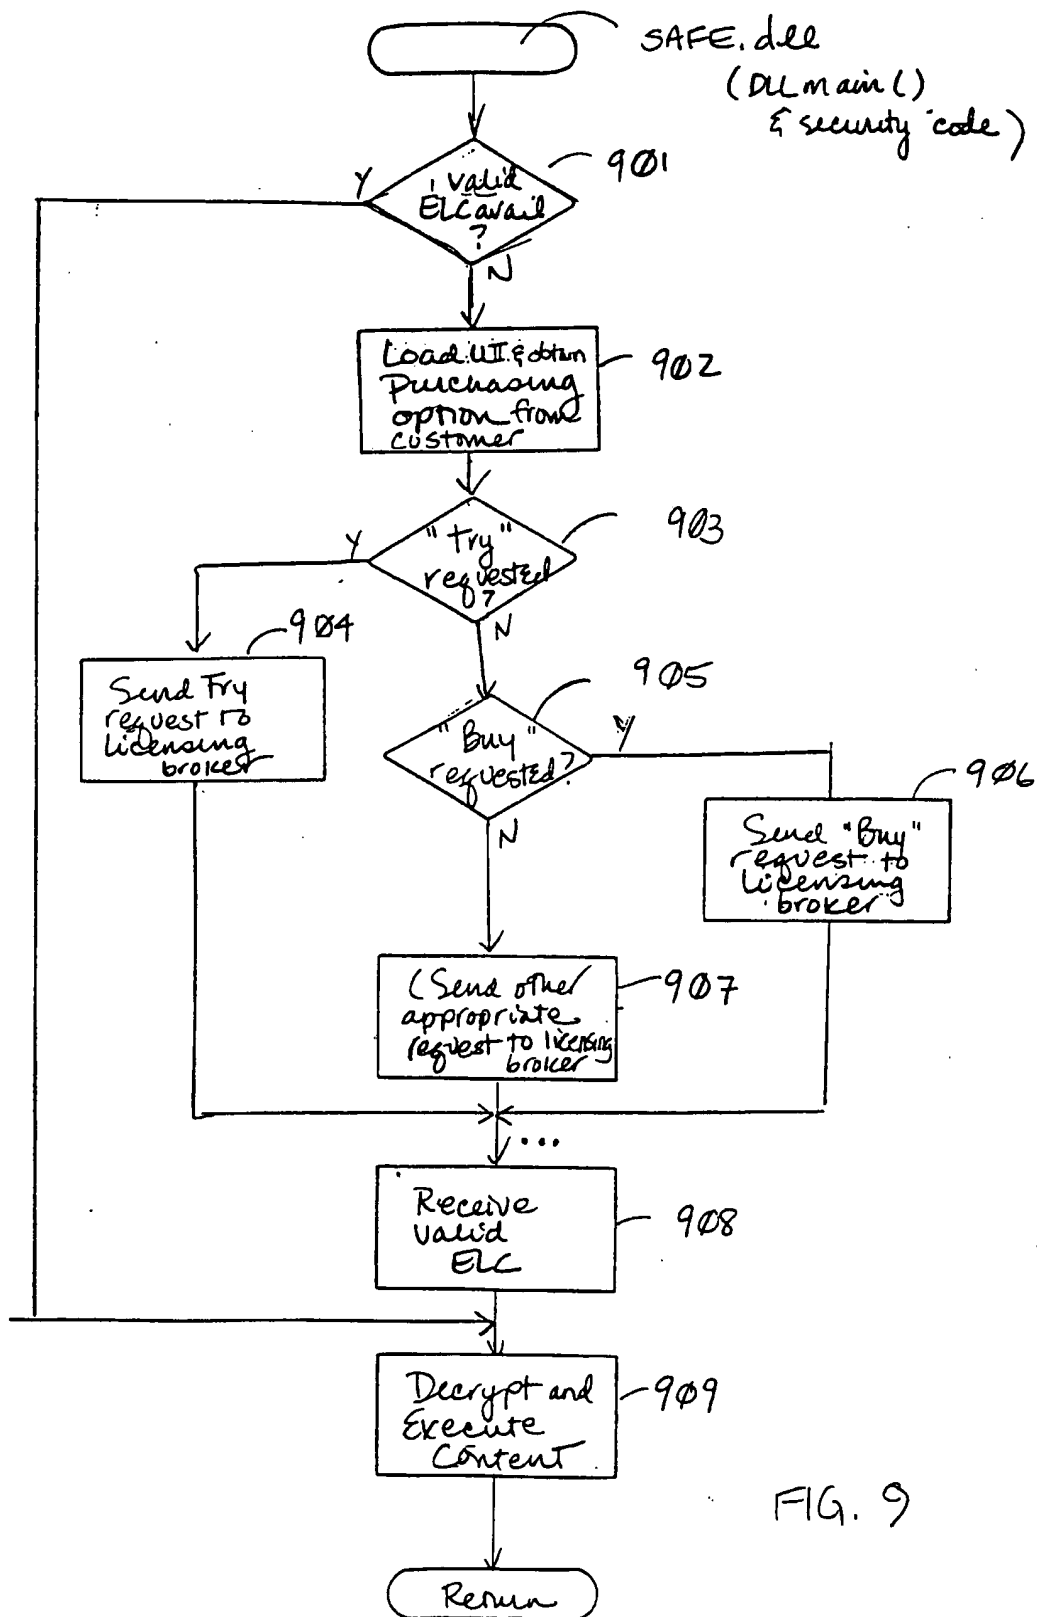 SAFE.dll
(DLLmain()
& security code)
901
Y
valid
ELC avail
?
N
Load UI & obtain
purchasing
option from
customer
902
903
"Try"
requested
?
Y
N
904
Send Try
request to
licensing
broker
905
"Buy"
requested?
Y
N
906
Send "Buy"
request to
licensing
broker
(Send other
appropriate
request to licensing
broker
907
...
Receive
valid
ELC
908
Decrypt and
Execute
Content
909
FIG. 9
Return